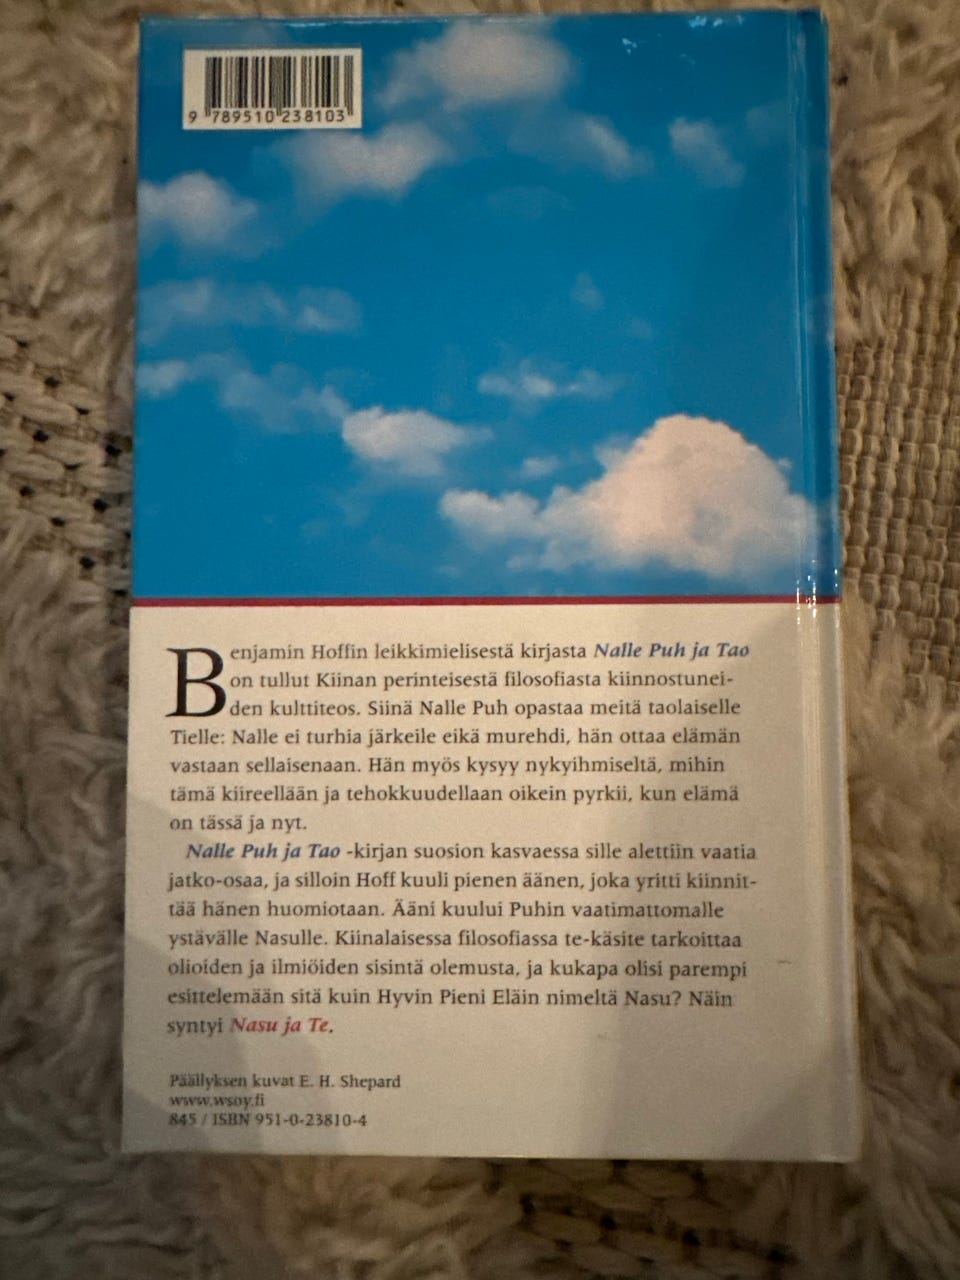 9 789510 238103
Benjamin Hoffin leikkimielisestä kirjasta Nalle Puh ja Tao
on tullut Kiinan perinteisestä filosofiasta kiinnostunei-
den kulttiteos. Siinä Nalle Puh opastaa meitä taolaiselle
Tielle: Nalle ei turhia järkeile eikä murehdi, hän ottaa elämän
vastaan sellaisenaan. Hän myös kysyy nykyihmiseltä, mihin
tämä kiireellään ja tehokkuudellaan oikein pyrkii, kun elämä
on tässä ja nyt.
Nalle Puh ja Tao -kirjan suosion kasvaessa sille alettiin vaatia
jatko-osaa, ja silloin Hoff kuuli pienen äänen, joka yritti kiinnit-
tää hänen huomiotaan. Ääni kuului Puhin vaatimattomalle
ystävälle Nasulle. Kiinalaisessa filosofiassa te-käsite tarkoittaa
olioiden ja ilmiöiden sisintä olemusta, ja kukapa olisi parempi
esittelemään sitä kuin Hyvin Pieni Eläin nimeltä Nasu? Näin
syntyi Nasu ja Te.
Päällyksen kuvat E. H. Shepard
www.wsoy.fi
845 / ISBN 951-0-23810-4